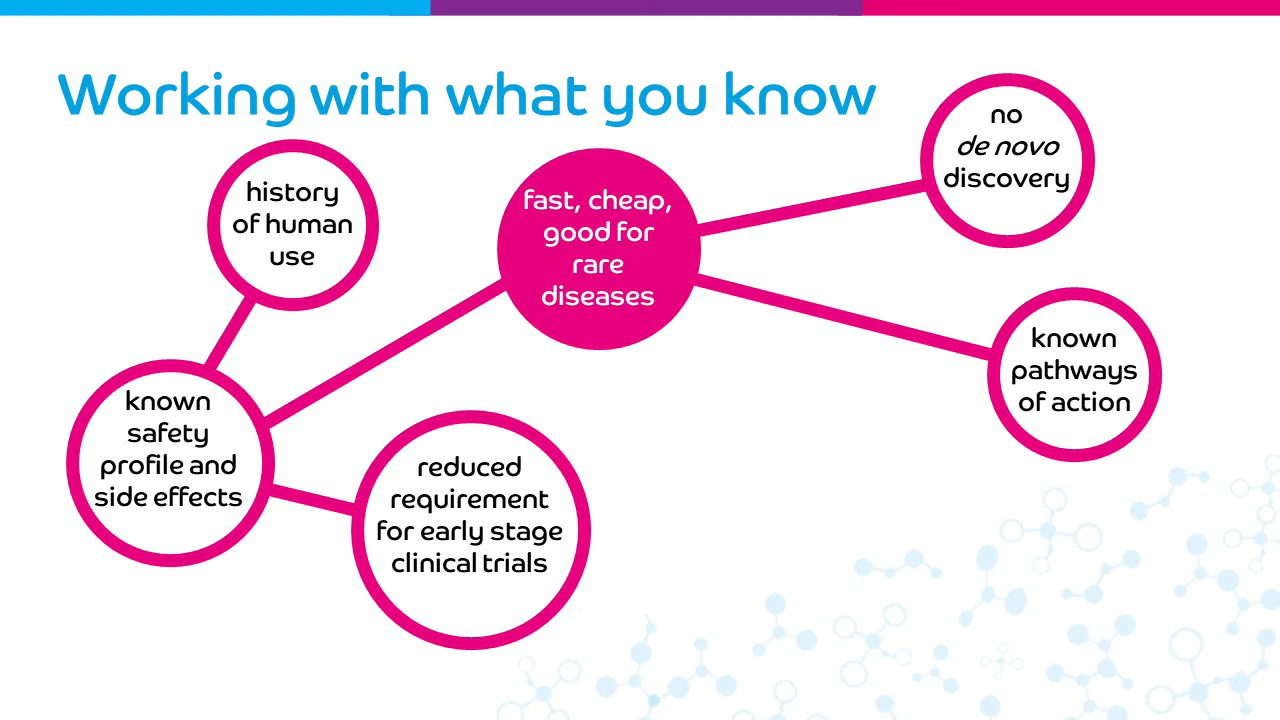 Working with what you know
history
of human
use
fast, cheap,
good for
rare
diseases
no
de novo
discovery
known
pathways
of action
known
safety
profile and
side effects
reduced
requirement
for early stage
clinical trials